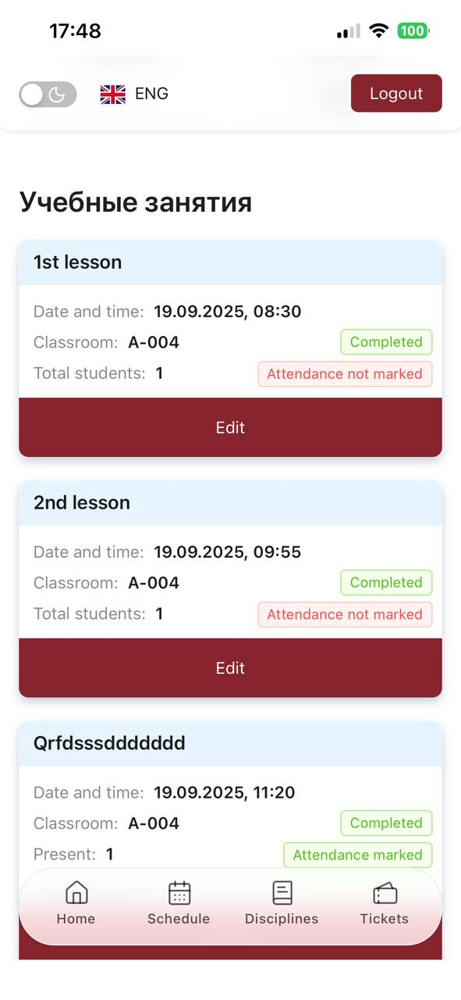 17:48
100
ENG
Logout
Учебные занятия
1st lesson
Date and time: 19.09.2025, 08:30
Classroom: A-004
Completed
Total students: 1
Attendance not marked
Edit
2nd lesson
Date and time: 19.09.2025, 09:55
Classroom: A-004
Completed
Total students: 1
Attendance not marked
Edit
Qrfdsssddddddd
Date and time: 19.09.2025, 11:20
Classroom: A-004
Completed
Present: 1
Attendance marked
Home
Schedule
Disciplines
Tickets